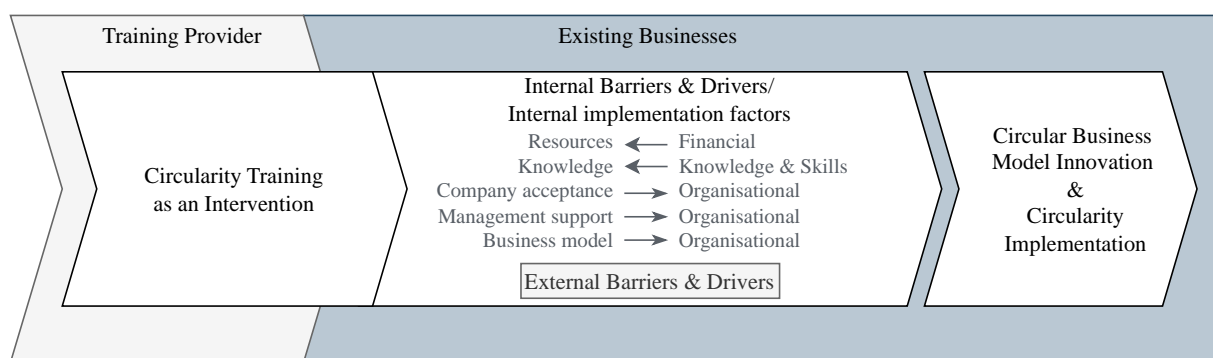 Training Provider
Existing Businesses
Circularity Training
as an Intervention
Internal Barriers & Drivers/
Internal implementation factors
Resources Financial
Knowledge Knowledge & Skills
Company acceptance Organisational
Management support Organisational
Business model Organisational
External Barriers & Drivers
Circular Business
Model Innovation
&
Circularity
Implementation